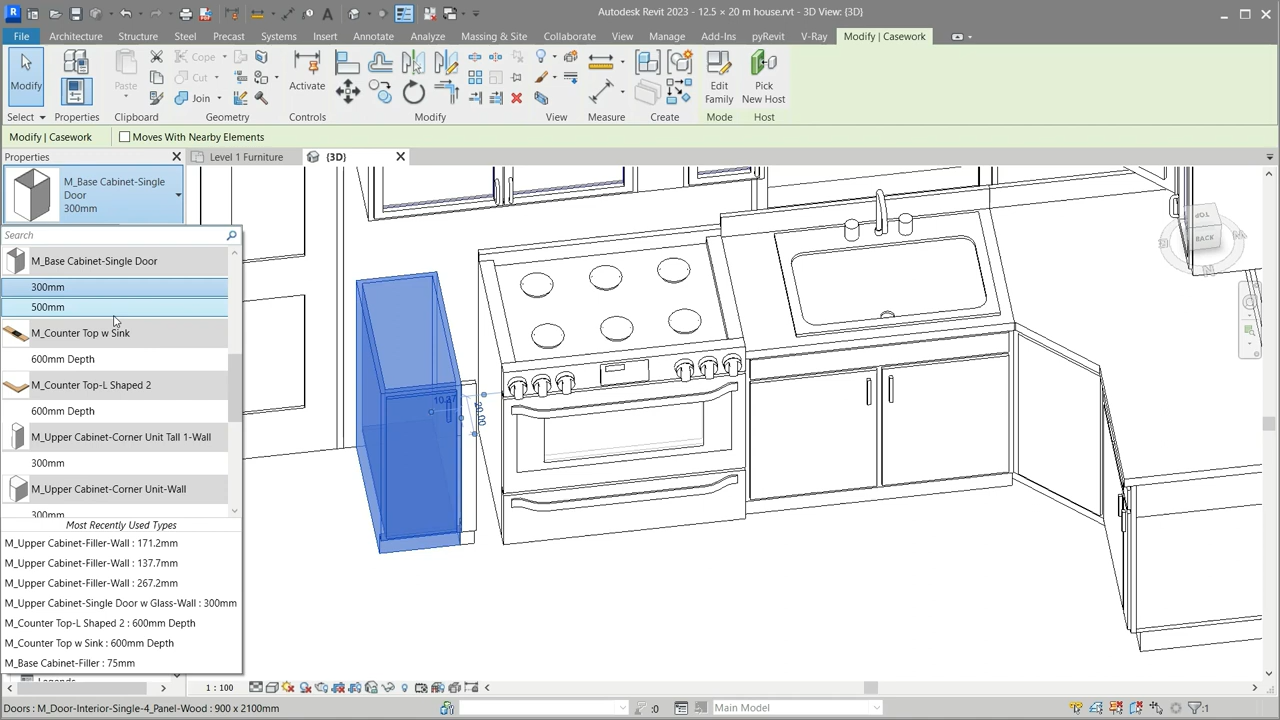 R
Autodesk Revit 2023 - 12.5 × 20 m house.rvt - 3D View: {3D}
File Architecture Structure Steel Precast Systems Insert Annotate Analyze Massing & Site Collaborate View Manage Add-Ins pyRevit V-Ray Modify | Casework
Modify
Paste
Cope
Cut
Join
Activate
Edit
Family
Pick
New Host
Select Properties Clipboard Geometry Controls Modify View Measure Create Mode Host
Modify | Casework Moves With Nearby Elements
Properties
Level 1 Furniture
{3D}
M_Base Cabinet-Single
Door
300mm
Search
M_Base Cabinet-Single Door
300mm
500mm
M_Counter Top w Sink
600mm Depth
M_Counter Top-L Shaped 2
600mm Depth
M_Upper Cabinet-Corner Unit Tall 1-Wall
300mm
M_Upper Cabinet-Corner Unit-Wall
300mm
Most Recently Used Types
M_Upper Cabinet-Filler-Wall : 171.2mm
M_Upper Cabinet-Filler-Wall : 137.7mm
M_Upper Cabinet-Filler-Wall : 267.2mm
M_Upper Cabinet-Single Door w Glass-Wall : 300mm
M_Counter Top-L Shaped 2 : 600mm Depth
M_Counter Top w Sink : 600mm Depth
M_Base Cabinet-Filler : 75mm
TOP
BACK
1 : 100
Doors : M_Door-Interior-Single-4_Panel-Wood : 900 x 2100mm
:0
Main Model
:1